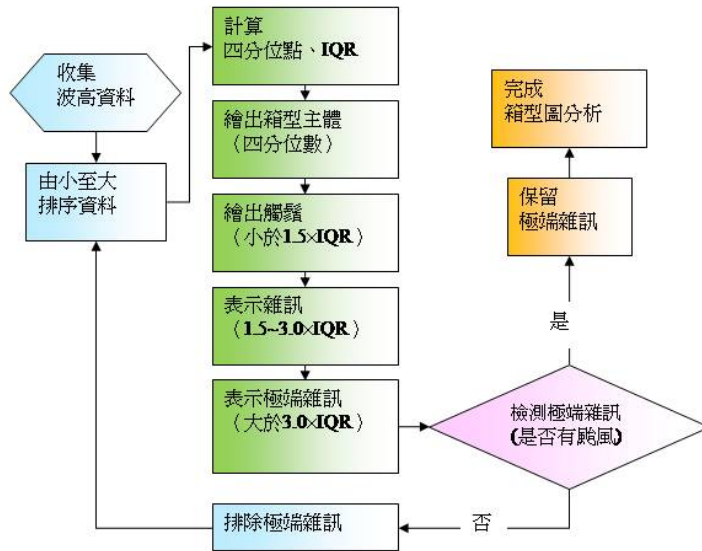 收集
波高資料
由小至大
排序資料
計算
四分位點、IQR
繪出箱型主體
（四分位數）
繪出觸鬚
（小於1.5×IQR）
表示雜訊
（1.5~3.0×IQR）
表示極端雜訊
（大於3.0×IQR）
檢測極端雜訊
(是否有颱風)
是
保留
極端雜訊
完成
箱型圖分析
否
排除極端雜訊